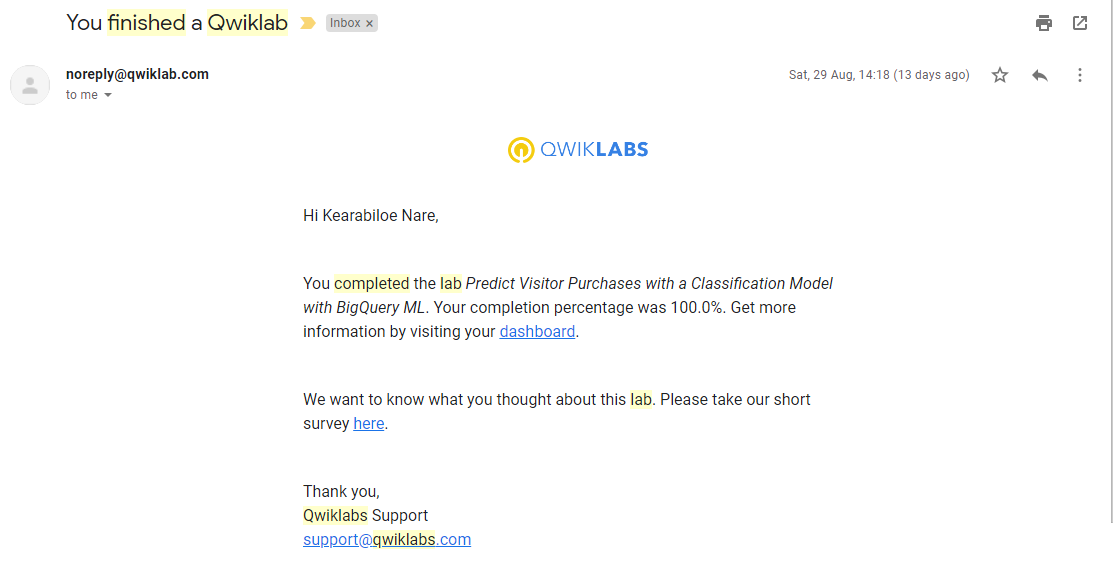 You finished a Qwiklab Inbox ×
noreply@qwiklab.com Sat, 29 Aug, 14:18 (13 days ago)
to me
QWIKLABS
Hi Kearabiloe Nare,
You completed the lab Predict Visitor Purchases with a Classification Model
with BigQuery ML. Your completion percentage was 100.0%. Get more
information by visiting your dashboard.
We want to know what you thought about this lab. Please take our short
survey here.
Thank you,
Qwiklabs Support
support@qwiklabs.com